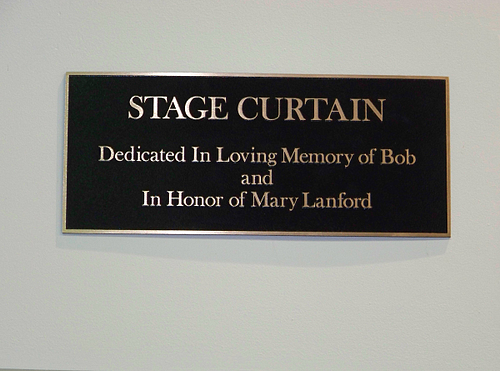 STAGE CURTAIN
Dedicated In Loving Memory of Bob
and
In Honor of Mary Lanford